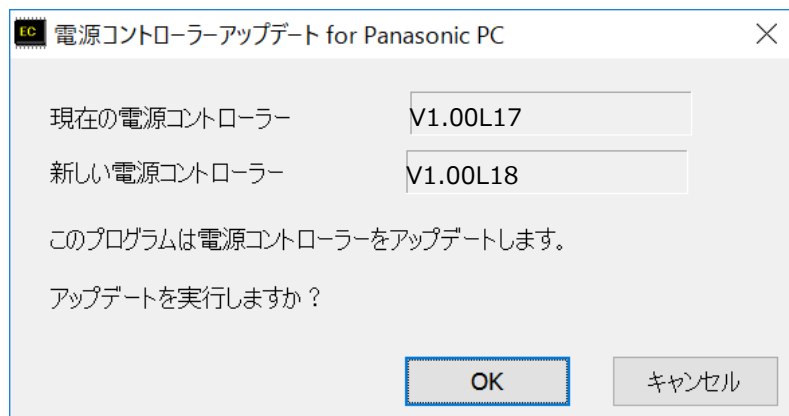 EC 電源コントローラーアップデート for Panasonic PC
現在の電源コントローラー V1.00L17
新しい電源コントローラー V1.00L18
このプログラムは電源コントローラーをアップデートします。
アップデートを実行しますか？
OK キャンセル